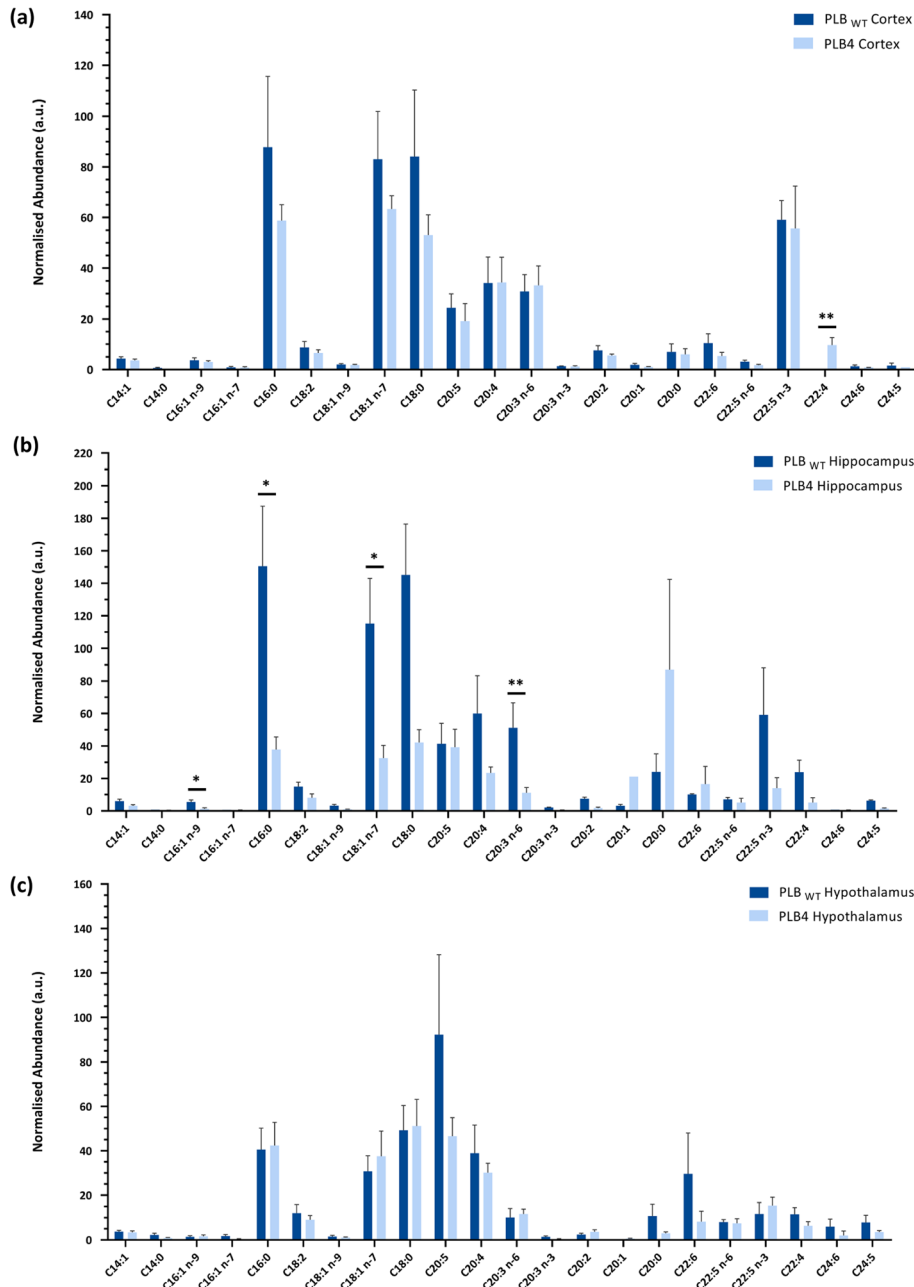 (a)
PLB WT Cortex
PLB4 Cortex
Normalised Abundance (a.u.)
140
120
100
80
60
40
20
0
**
C14:1 C14:0 C16:1 n-9 C16:1 n-7 C16:0 C18:2 C18:1 n-9 C18:1 n-7 C18:0 C20:5 C20:4 C20:3 n-6 C20:3 n-3 C20:2 C20:1 C20:0 C22:6 C22:5 n-6 C22:5 n-3 C22:4 C24:6 C24:5
(b)
PLB WT Hippocampus
PLB4 Hippocampus
Normalised Abundance (a.u.)
220
200
180
160
140
120
100
80
60
40
20
0
* * * **
C14:1 C14:0 C16:1 n-9 C16:1 n-7 C16:0 C18:2 C18:1 n-9 C18:1 n-7 C18:0 C20:5 C20:4 C20:3 n-6 C20:3 n-3 C20:2 C20:1 C20:0 C22:6 C22:5 n-6 C22:5 n-3 C22:4 C24:6 C24:5
(c)
PLB WT Hypothalamus
PLB4 Hypothalamus
Normalised Abundance (a.u.)
160
140
120
100
80
60
40
20
0
C14:1 C14:0 C16:1 n-9 C16:1 n-7 C16:0 C18:2 C18:1 n-9 C18:1 n-7 C18:0 C20:5 C20:4 C20:3 n-6 C20:3 n-3 C20:2 C20:1 C20:0 C22:6 C22:5 n-6 C22:5 n-3 C22:4 C24:6 C24:5